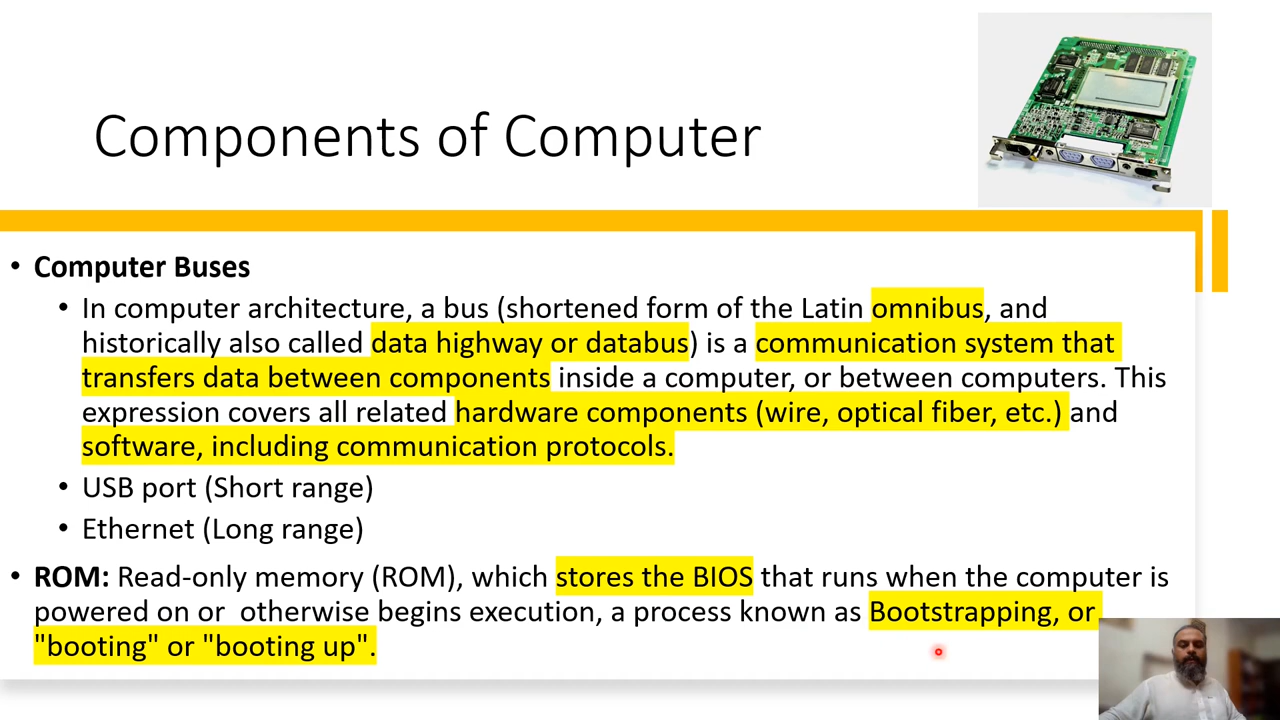 Components of Computer
• Computer Buses
• In computer architecture, a bus (shortened form of the Latin omnibus, and
historically also called data highway or databus) is a communication system that
transfers data between components inside a computer, or between computers. This
expression covers all related hardware components (wire, optical fiber, etc.) and
software, including communication protocols.
• USB port (Short range)
• Ethernet (Long range)
• ROM: Read-only memory (ROM), which stores the BIOS that runs when the computer is
powered on or  otherwise begins execution, a process known as Bootstrapping, or
"booting" or "booting up".